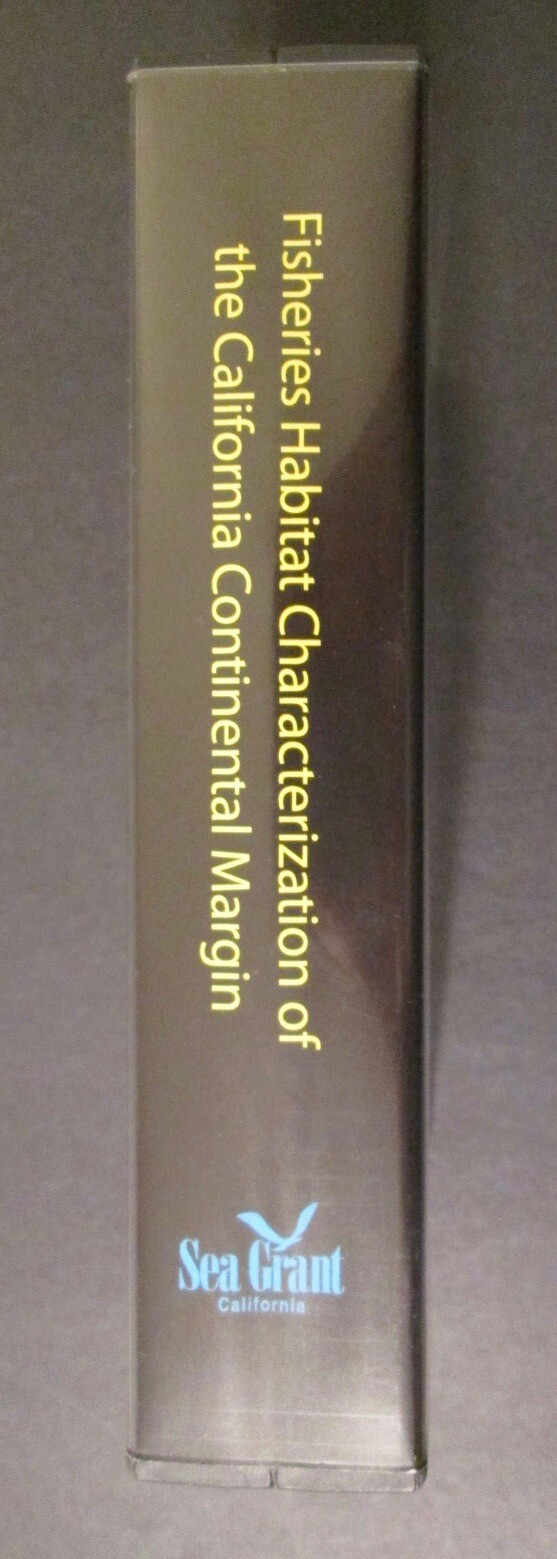 Fisheries Habitat Characterization of
the California Continental Margin
Sea Grant
California